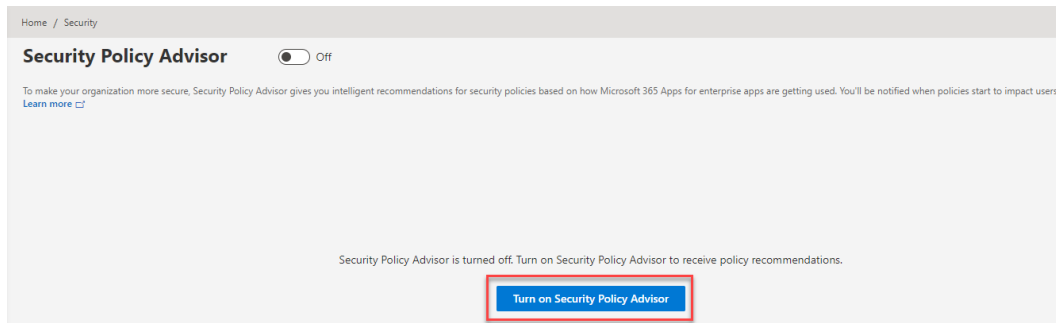 Home / Security
Security Policy Advisor
Off
To make your organization more secure, Security Policy Advisor gives you intelligent recommendations for security policies based on how Microsoft 365 Apps for enterprise apps are getting used. You'll be notified when policies start to impact users
Learn more
Security Policy Advisor is turned off. Turn on Security Policy Advisor to receive policy recommendations.
Turn on Security Policy Advisor